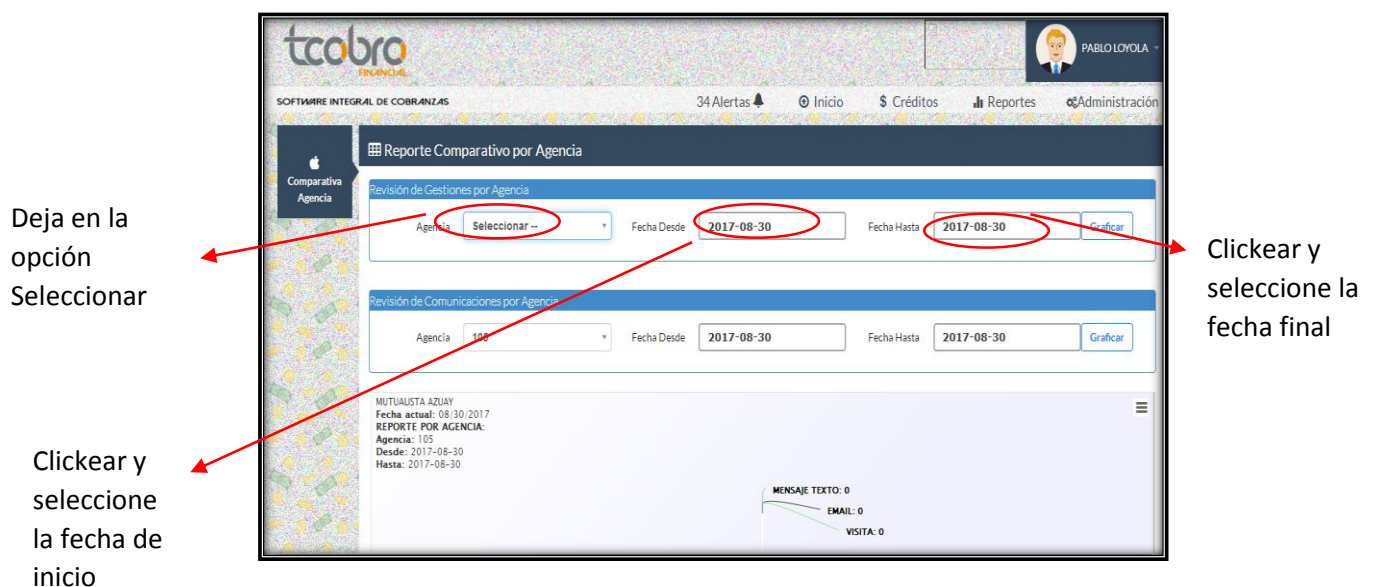 tcobro
FINANCIAL
PABLO LOYOLA
SOFTWARE INTEGRAL DE COBRANZAS
34 Alertas
Inicio
$ Créditos
Reportes
Administración
Comparativa
Agencia
Reporte Comparativo por Agencia
Revisión de Gestiones por Agencia
Agencia Seleccionar -- Fecha Desde 2017-08-30 Fecha Hasta 2017-08-30 Graficar
Revisión de Comunicaciones por Agencia
Agencia 105 Fecha Desde 2017-08-30 Fecha Hasta 2017-08-30 Graficar
MUTUALISTA AZUAY
Fecha actual: 08/30/2017
REPORTE POR AGENCIA:
Agencia: 105
Desde: 2017-08-30
Hasta: 2017-08-30
MENSAJE TEXTO: 0
EMAIL: 0
VISITA: 0
Deja en la
opción
Seleccionar
Clickear y
seleccione la
fecha final
Clickear y
seleccione
la fecha de
inicio